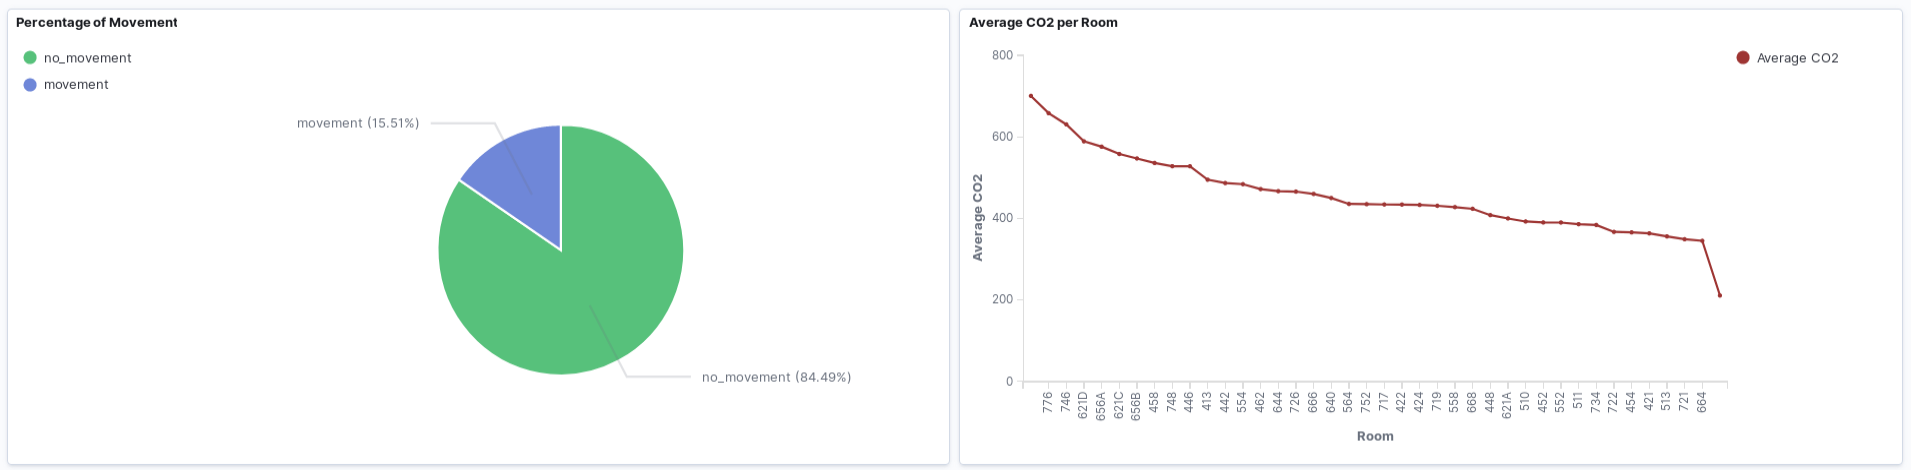 Percentage of Movement
no_movement
movement
movement (15.51%)
no_movement (84.49%)
Average CO2 per Room
Average CO2
800
600
400
200
0
Average CO2
776
746
621D
656A
621C
656B
458
748
446
413
442
554
462
644
726
666
640
564
752
717
422
424
719
558
668
448
621A
510
452
552
511
734
722
454
421
513
721
664
Room